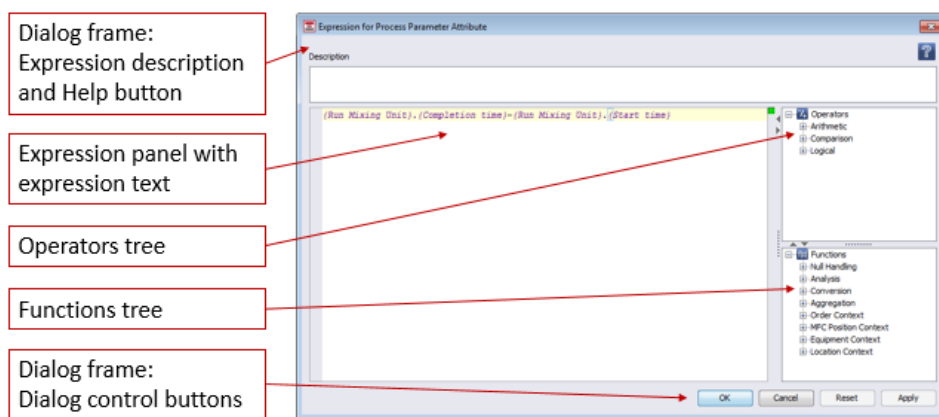 Dialog frame:
Expression description
and Help button
Expression panel with
expression text
Operators tree
Functions tree
Dialog frame:
Dialog control buttons
Expression for Process Parameter Attribute
Description
?
{Run Mixing Unit}.{Completion time}-{Run Mixing Unit}.{Start time}
Operators
Arithmetic
Comparison
Logical
Functions
Null Handling
Analysis
Conversion
Aggregation
Order Context
MFC Position Context
Equipment Context
Location Context
OK Cancel Reset Apply